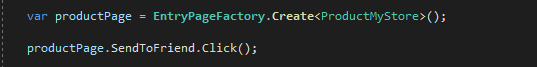 var productPage = EntryPageFactory.Create<ProductMyStore>();
productPage.SendToFriend.Click();